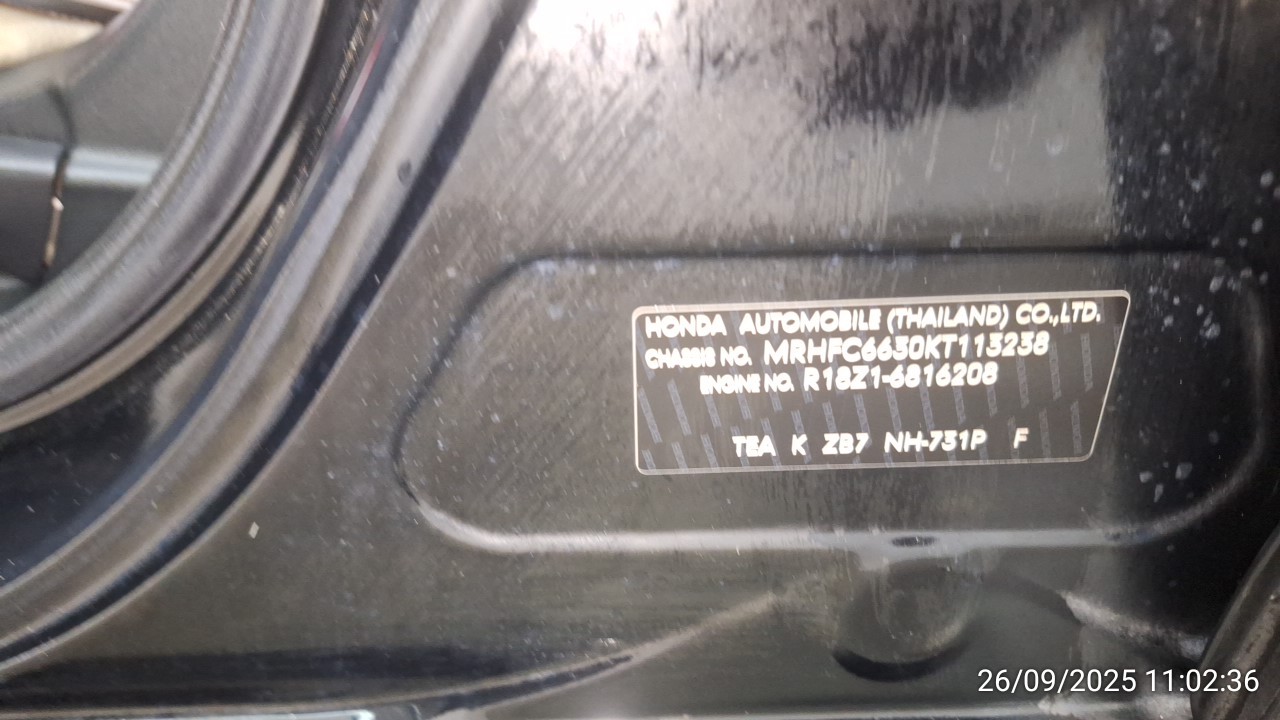 HONDA AUTOMOBILE (THAILAND) CO.,LTD.
CHASSIS NO. MRHFC6630KT113238
ENGINE NO. R18Z1-6816208
TEA K ZB7 NH-731P F
26/09/2025 11:02:36